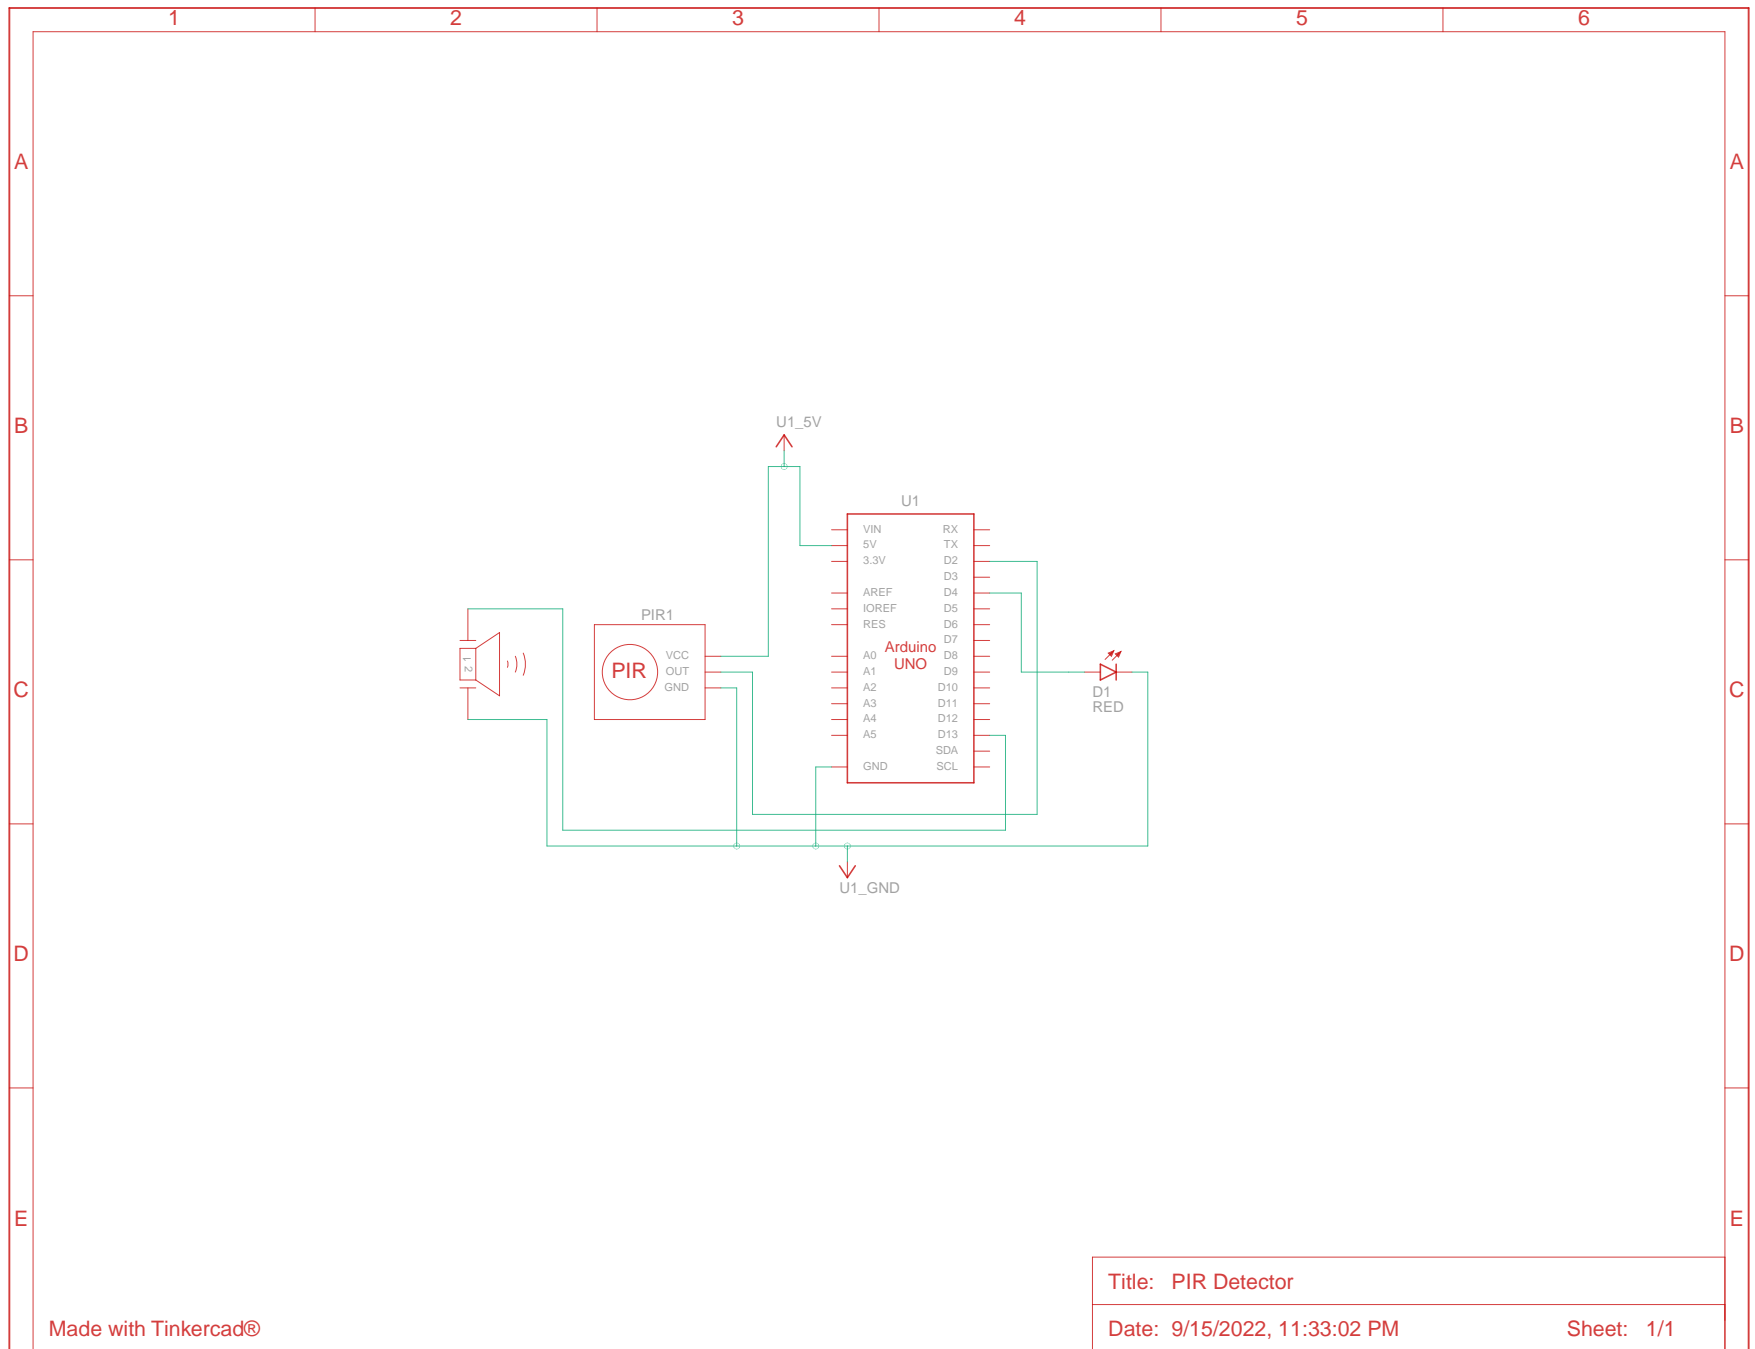 1 2 3 4 5 6
A A
B B
C C
D D
E E
U1_5V
U1
VIN RX
5V TX
3.3V D2
D3
AREF D4
IOREF D5
RES D6
D7
A0 D8
A1 D9
A2 D10
A3 D11
A4 D12
A5 D13
SDA
GND SCL
Arduino
UNO
PIR1
PIR
VCC
OUT
GND
1 2
D1
RED
U1_GND
Title: PIR Detector
Made with Tinkercad®
Date: 9/15/2022, 11:33:02 PM Sheet: 1/1